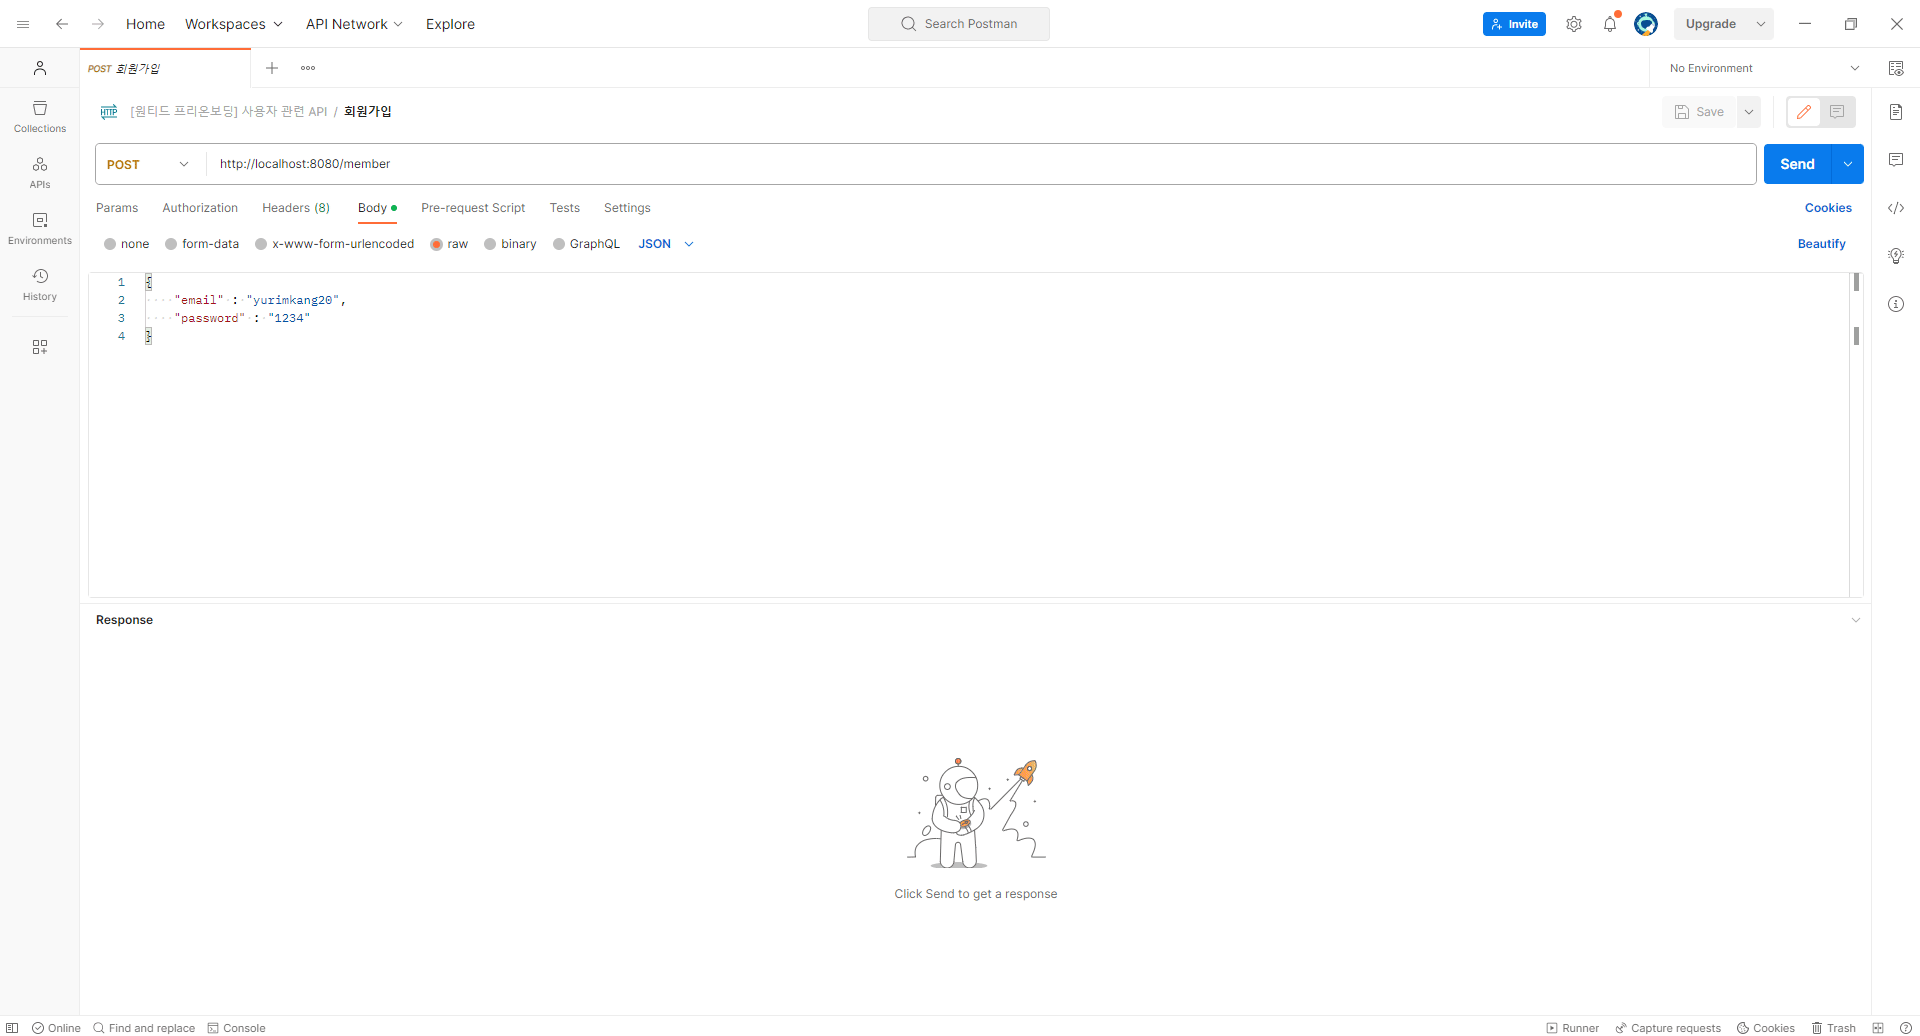 Home Workspaces API Network Explore Search Postman Invite Upgrade
POST 회원가입 No Environment
HTTP [원티드 프리온보딩] 사용자 관련 API / 회원가입 Save
Collections
POST http://localhost:8080/member Send
APIs
Params Authorization Headers (8) Body Pre-request Script Tests Settings Cookies
Environments
none form-data x-www-form-urlencoded raw binary GraphQL JSON Beautify
History
1 {
2 "email" : "yurimkang20",
3 "password" : "1234"
4 }
Response
Click Send to get a response
Online Find and replace Console Runner Capture requests Cookies Trash